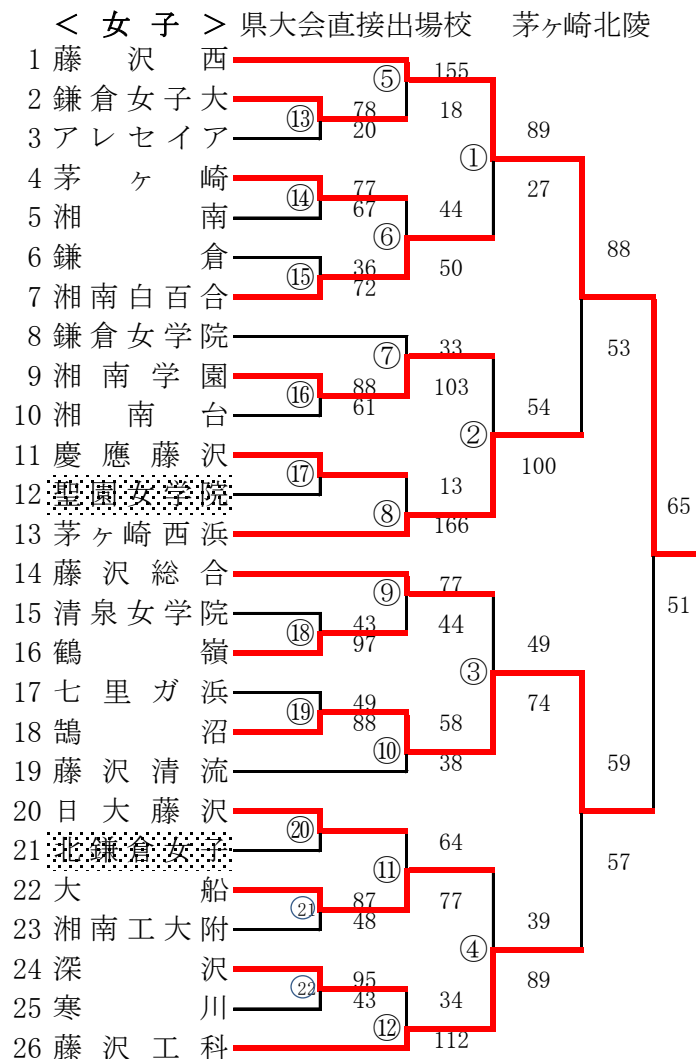 ＜ 女 子 ＞ 県大会直接出場校 茅ヶ崎北陵
1 藤沢西
2 鎌倉女子大
3 アレセイア
4 茅ヶ崎
5 湘南
6 鎌倉
7 湘南白百合
8 鎌倉女学院
9 湘南学園
10 湘南台
11 慶應藤沢
12 聖園女学院
13 茅ヶ崎西浜
14 藤沢総合
15 清泉女学院
16 鶴嶺
17 七里ガ浜
18 鵠沼
19 藤沢清流
20 日大藤沢
21 北鎌倉女子
22 大船
23 湘南工大附
24 深沢
25 寒川
26 藤沢工科
⑬ 78
20
⑭ 77
67
⑮ 36
72
⑯ 88
61
⑰
⑱ 43
97
⑲ 49
88
⑳
㉑ 87
48
㉒ 95
43
⑤ 155
18
⑥ 44
50
⑦ 33
103
⑧ 13
166
⑨ 77
44
⑩ 58
38
⑪ 64
77
⑫ 34
112
① 89
27
② 54
100
③ 49
74
④ 39
89
88
53
59
57
65
51